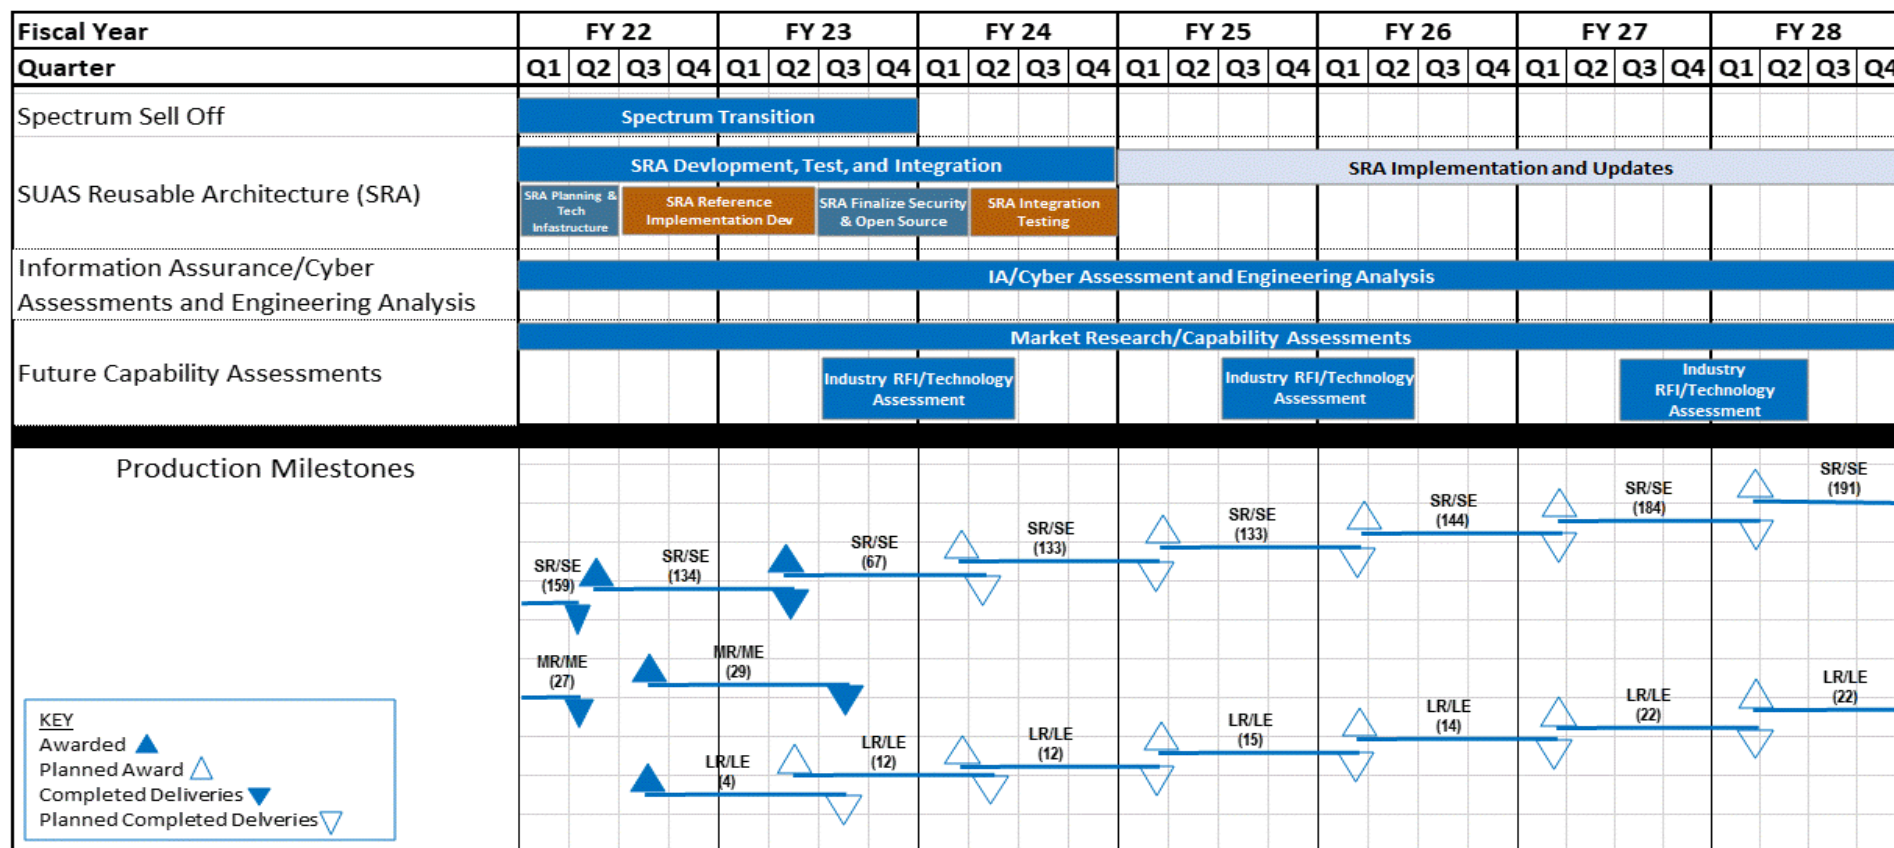 Fiscal Year FY 22 FY 23 FY 24 FY 25 FY 26 FY 27 FY 28
Quarter Q1 Q2 Q3 Q4 Q1 Q2 Q3 Q4 Q1 Q2 Q3 Q4 Q1 Q2 Q3 Q4 Q1 Q2 Q3 Q4 Q1 Q2 Q3 Q4 Q1 Q2 Q3 Q4
Spectrum Sell Off
Spectrum Transition
SUAS Reusable Architecture (SRA)
SRA Devlopment, Test, and Integration
SRA Implementation and Updates
SRA Planning &
Tech
Infastructure
SRA Reference
Implementation Dev
SRA Finalize Security
& Open Source
SRA Integration
Testing
Information Assurance/Cyber
Assessments and Engineering Analysis
IA/Cyber Assessment and Engineering Analysis
Future Capability Assessments
Market Research/Capability Assessments
Industry RFI/Technology
Assessment
Industry RFI/Technology
Assessment
Industry
RFI/Technology
Assessment
Production Milestones
SR/SE
(159)
SR/SE
(134)
SR/SE
(67)
SR/SE
(133)
SR/SE
(133)
SR/SE
(144)
SR/SE
(184)
SR/SE
(191)
MR/ME
(27)
MR/ME
(29)
LR/LE
(4)
LR/LE
(12)
LR/LE
(12)
LR/LE
(15)
LR/LE
(14)
LR/LE
(22)
LR/LE
(22)
KEY
Awarded
Planned Award
Completed Deliveries
Planned Completed Delveries